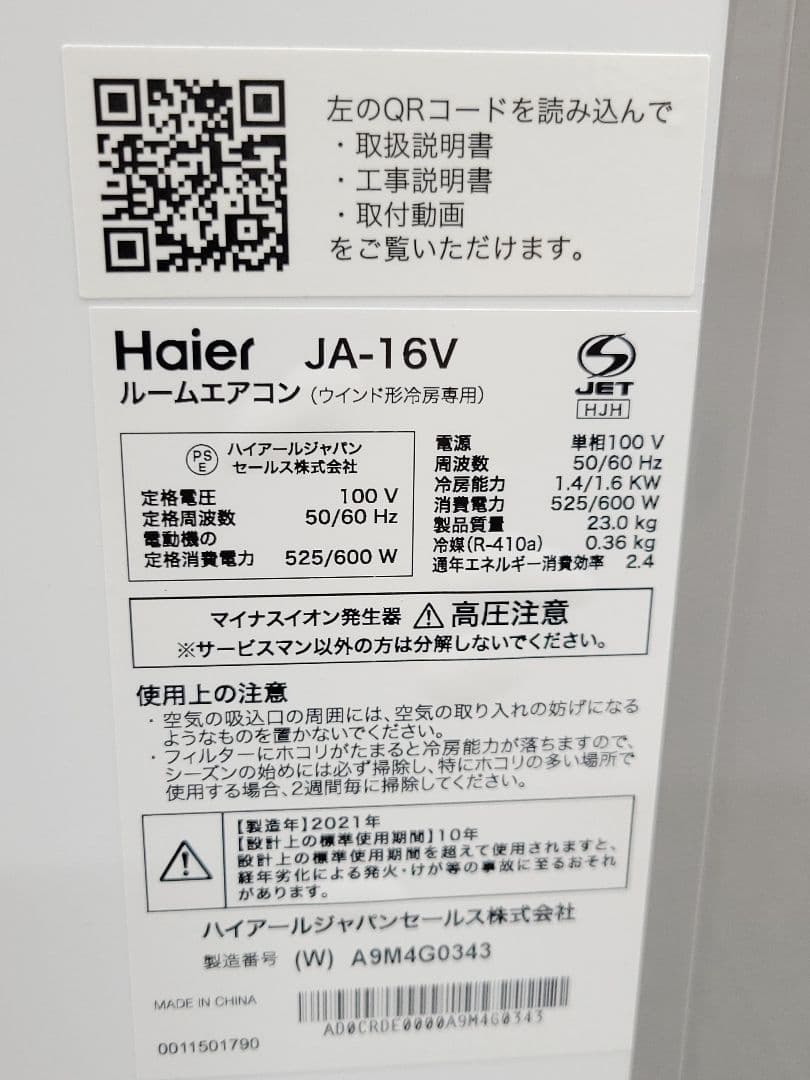 左のQRコードを読み込んで
・取扱説明書
・工事説明書
・取付動画
をご覧いただけます。
Haier JA-16V
ルームエアコン (ウインド形冷房専用)
JET
HJH
PS
E
ハイアールジャパン
セールス株式会社
定格電圧 100 V
定格周波数 50/60 Hz
電動機の
定格消費電力 525/600 W
電源 単相100 V
周波数 50/60 Hz
冷房能力 1.4/1.6 KW
消費電力 525/600 W
製品質量 23.0 kg
冷媒(R-410a) 0.36 kg
通年エネルギー消費効率 2.4
マイナスイオン発生器 ⚠高圧注意
※サービスマン以外の方は分解しないでください。
使用上の注意
・空気の吸込口の周囲には、空気の取り入れの妨げになる
ようなものを置かないでください。
・フィルターにホコリがたまると冷房能力が落ちますので、
シーズンの始めには必ず掃除し、特にホコリの多い場所で
使用する場合、2週間毎に掃除してください。
【製造年】2021年
【設計上の標準使用期間】10年
設計上の標準使用期間を超えて使用されますと、
経年劣化による発火・けが等の事故に至るおそれ
があります。
ハイアールジャパンセールス株式会社
製造番号 (W) A9M4G0343
MADE IN CHINA
AD0CRDE0000A9M4G0343
0011501790